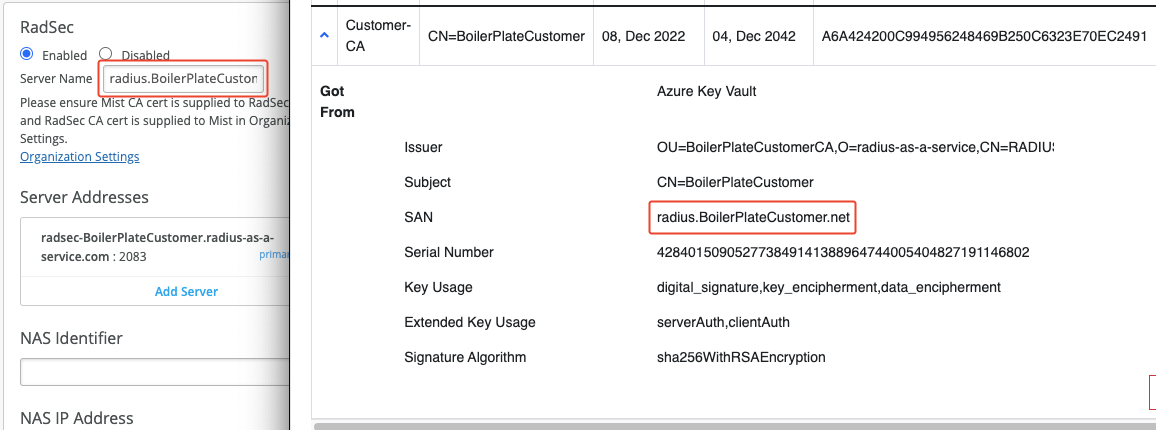 RadSec
Enabled Disabled
Server Name radius.BoilerPlateCuston
Please ensure Mist CA cert is supplied to RadSec
and RadSec CA cert is supplied to Mist in Organiz
Settings.
Organization Settings
Server Addresses
radsec-BoilerPlateCustomer.radius-as-a-
service.com : 2083
primar
Add Server
NAS Identifier
NAS IP Address
Customer-
CA
CN=BoilerPlateCustomer
08, Dec 2022
04, Dec 2042
A6A424200C994956248469B250C6323E70EC2491
Got
From
Azure Key Vault
Issuer OU=BoilerPlateCustomerCA,O=radius-as-a-service,CN=RADIUS
Subject CN=BoilerPlateCustomer
SAN radius.BoilerPlateCustomer.net
Serial Number 428401509052773849141388964744005404827191146802
Key Usage digital_signature,key_encipherment,data_encipherment
Extended Key Usage serverAuth,clientAuth
Signature Algorithm sha256WithRSAEncryption